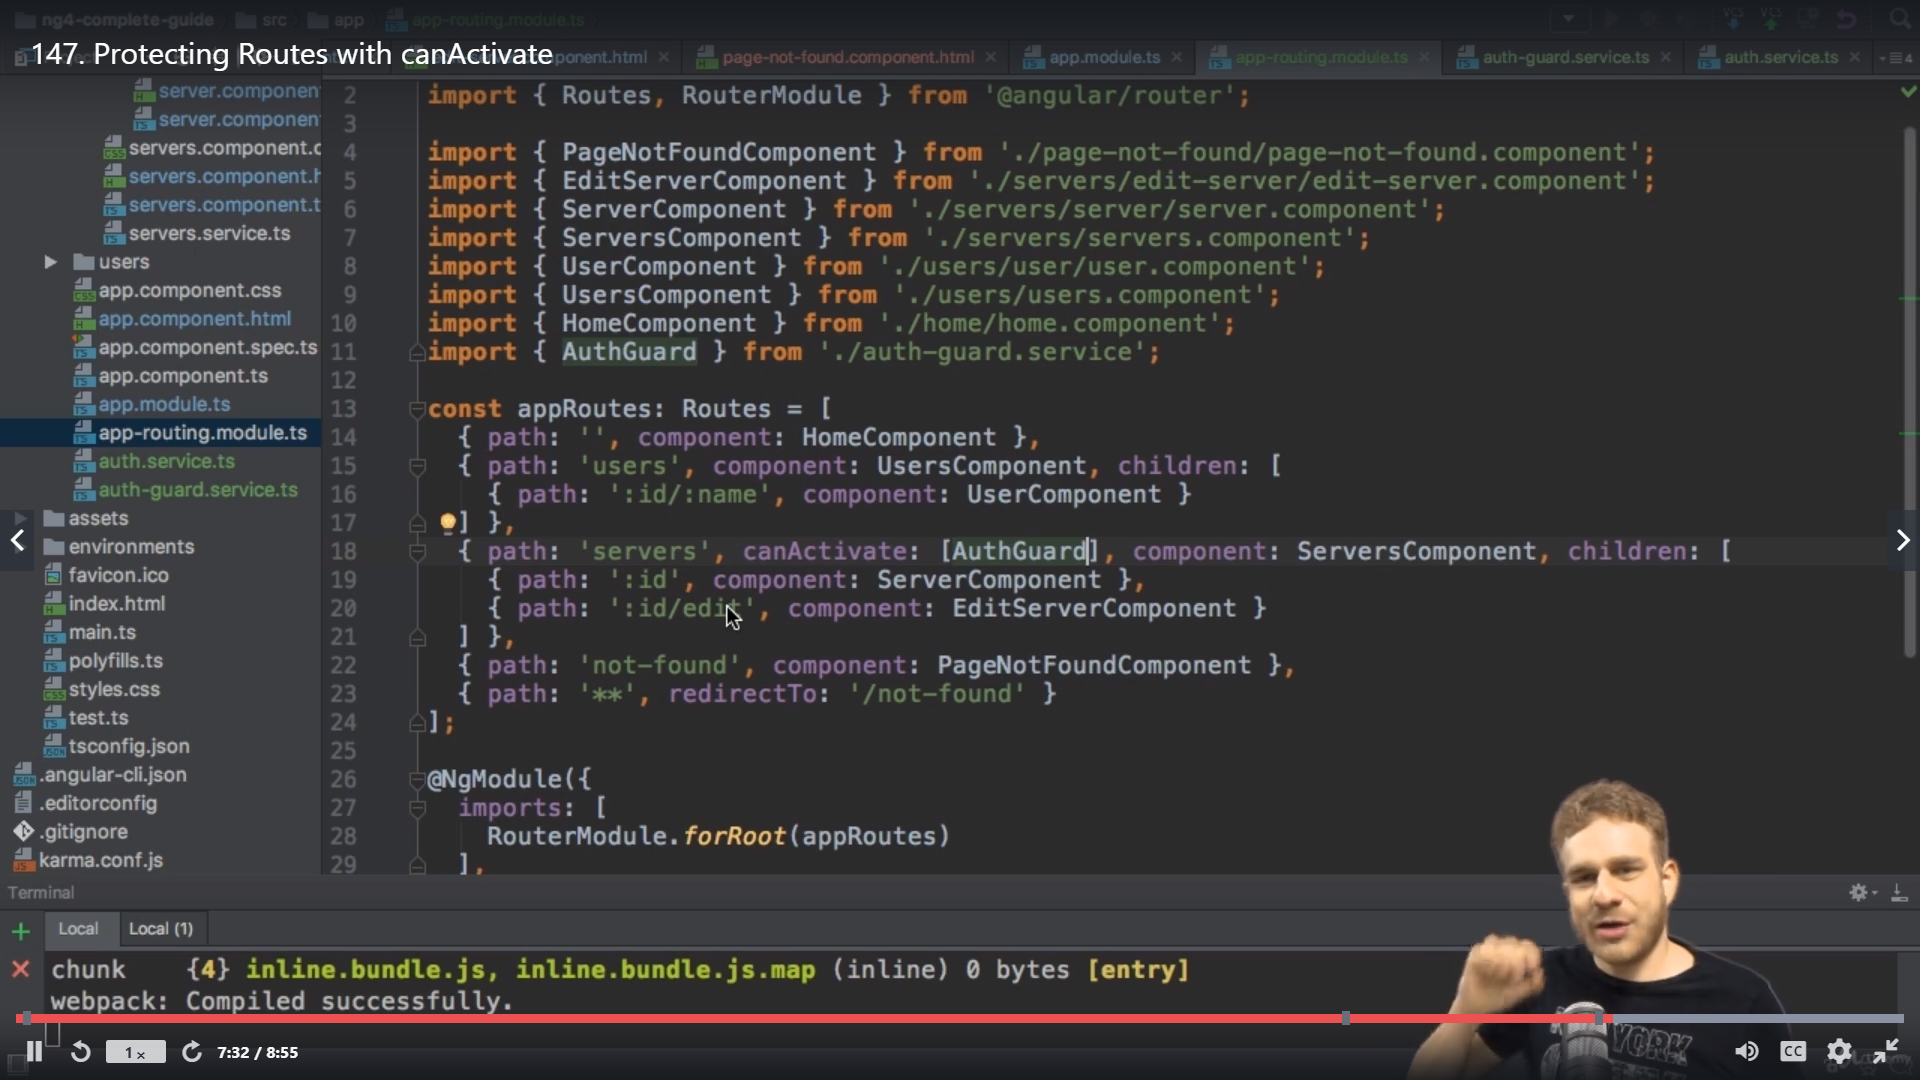 ng4-complete-guide src app app-routing.module.ts
147. Protecting Routes with canActivate
page-not-found.component.html app.module.ts app-routing.module.ts auth-guard.service.ts auth.service.ts
server.componen
server.componen
servers.component.c
servers.component.h
servers.component.t
servers.service.ts
users
app.component.css
app.component.html
app.component.spec.ts
app.component.ts
app.module.ts
app-routing.module.ts
auth.service.ts
auth-guard.service.ts
assets
environments
favicon.ico
index.html
main.ts
polyfills.ts
styles.css
test.ts
tsconfig.json
.angular-cli.json
.editorconfig
.gitignore
karma.conf.js
2 import { Routes, RouterModule } from '@angular/router';
3
4 import { PageNotFoundComponent } from './page-not-found/page-not-found.component';
5 import { EditServerComponent } from './servers/edit-server/edit-server.component';
6 import { ServerComponent } from './servers/server/server.component';
7 import { ServersComponent } from './servers/servers.component';
8 import { UserComponent } from './users/user/user.component';
9 import { UsersComponent } from './users/users.component';
10 import { HomeComponent } from './home/home.component';
11 import { AuthGuard } from './auth-guard.service';
12
13 const appRoutes: Routes = [
14 { path: '', component: HomeComponent },
15 { path: 'users', component: UsersComponent, children: [
16 { path: ':id/:name', component: UserComponent }
17 ] },
18 { path: 'servers', canActivate: [AuthGuard], component: ServersComponent, children: [
19 { path: ':id', component: ServerComponent },
20 { path: ':id/edit', component: EditServerComponent }
21 ] },
22 { path: 'not-found', component: PageNotFoundComponent },
23 { path: '**', redirectTo: '/not-found' }
24 ];
25
26 @NgModule({
27 imports: [
28 RouterModule.forRoot(appRoutes)
29 ],
Terminal
Local Local (1)
chunk {4} inline.bundle.js, inline.bundle.js.map (inline) 0 bytes [entry]
webpack: Compiled successfully.
YORK
1 x 7:32 / 8:55 CC